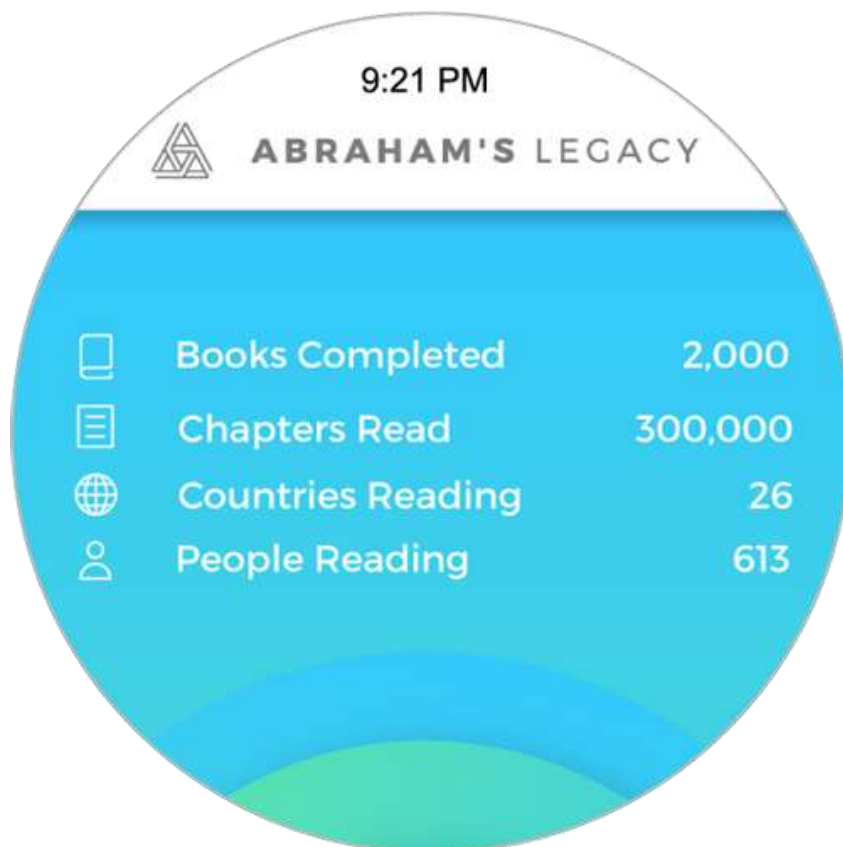 9:21 PM
ABRAHAM'S LEGACY
Books Completed 2,000
Chapters Read 300,000
Countries Reading 26
People Reading 613